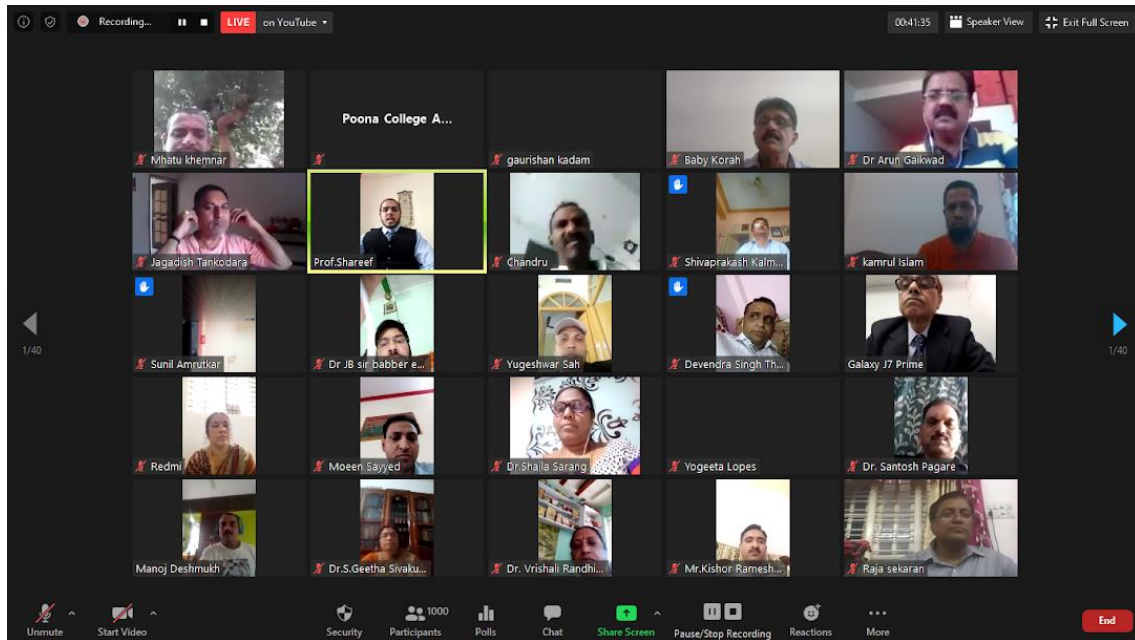 Recording...
LIVE on YouTube
00:41:35
Speaker View
Exit Full Screen
Mhatu khemnar
Poona College A...
gaurishan kadam
Baby Korah
Dr Arun Gaikwad
Jagadish Tankodara
Prof.Shareef
Chandru
Shivaprakash Kalm...
kamrul Islam
1/40
Sunil Amrutkar
Dr JB sir babber e...
Yugeshwar Sah
Devendra Singh Th...
Galaxy J7 Prime
1/40
Redmi
Moeen Sayyed
Dr.Shaila Sarang
Yogeeta Lopes
Dr. Santosh Pagare
Manoj Deshmukh
Dr.S.Geetha Sivaku...
Dr. Vrishali Randhi...
Mr.Kishor Ramesh...
Raja sekaran
Unmute
Start Video
Security
Participants 1000
Polls
Chat
Share Screen
Pause/Stop Recording
Reactions
More
End